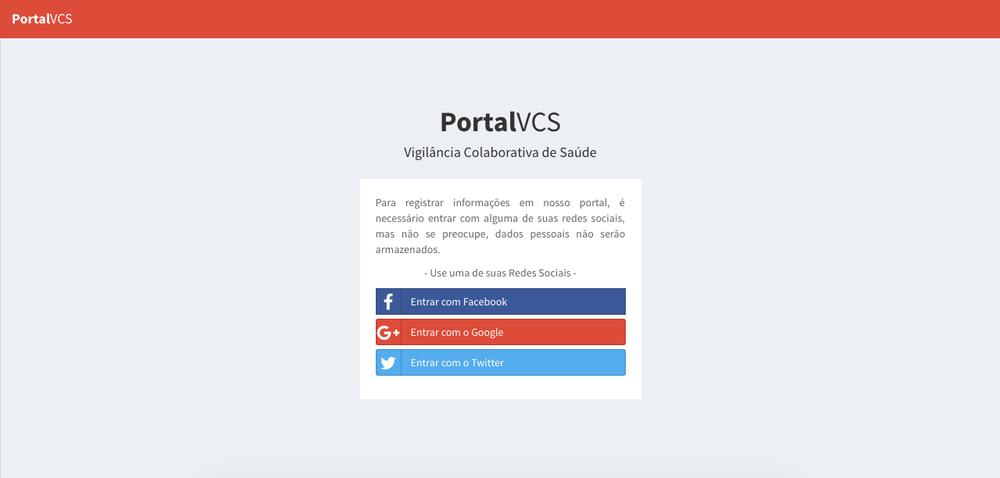 PortalVCS
PortalVCS
Vigilância Colaborativa de Saúde
Para registrar informações em nosso portal, é
necessário entrar com alguma de suas redes sociais,
mas não se preocupe, dados pessoais não serão
armazenados.
- Use uma de suas Redes Sociais -
Entrar com Facebook
Entrar com o Google
Entrar com o Twitter